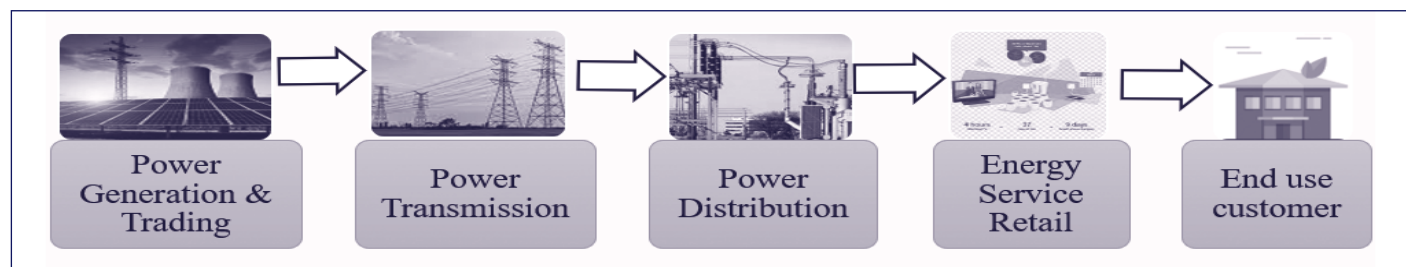 Power
Generation &
Trading
Power
Transmission
Power
Distribution
Energy
Service
Retail
End use
customer